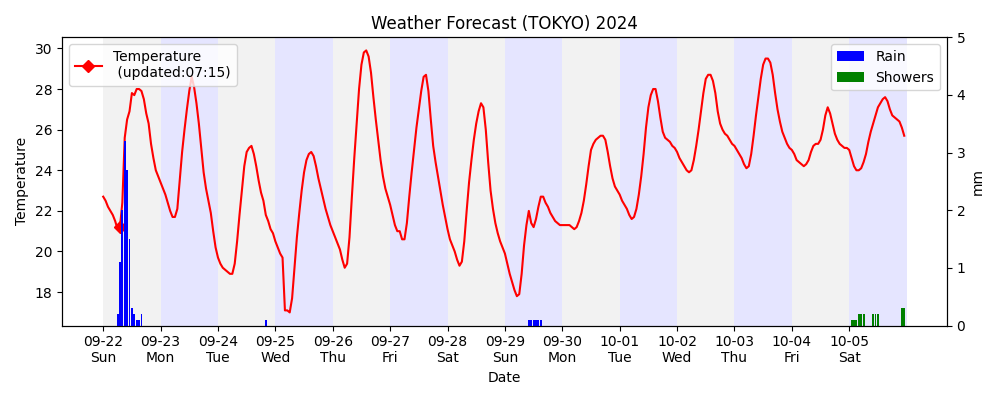 Weather Forecast (TOKYO) 2024
Temperature
(updated:07:15)
Rain
Showers
30
28
26
24
22
20
18
Temperature
5
4
3
2
1
0
mm
09-22 09-23 09-24 09-25 09-26 09-27 09-28 09-29 09-30 10-01 10-02 10-03 10-04 10-05
Sun Mon Tue Wed Thu Fri Sat Sun Mon Tue Wed Thu Fri Sat
Date